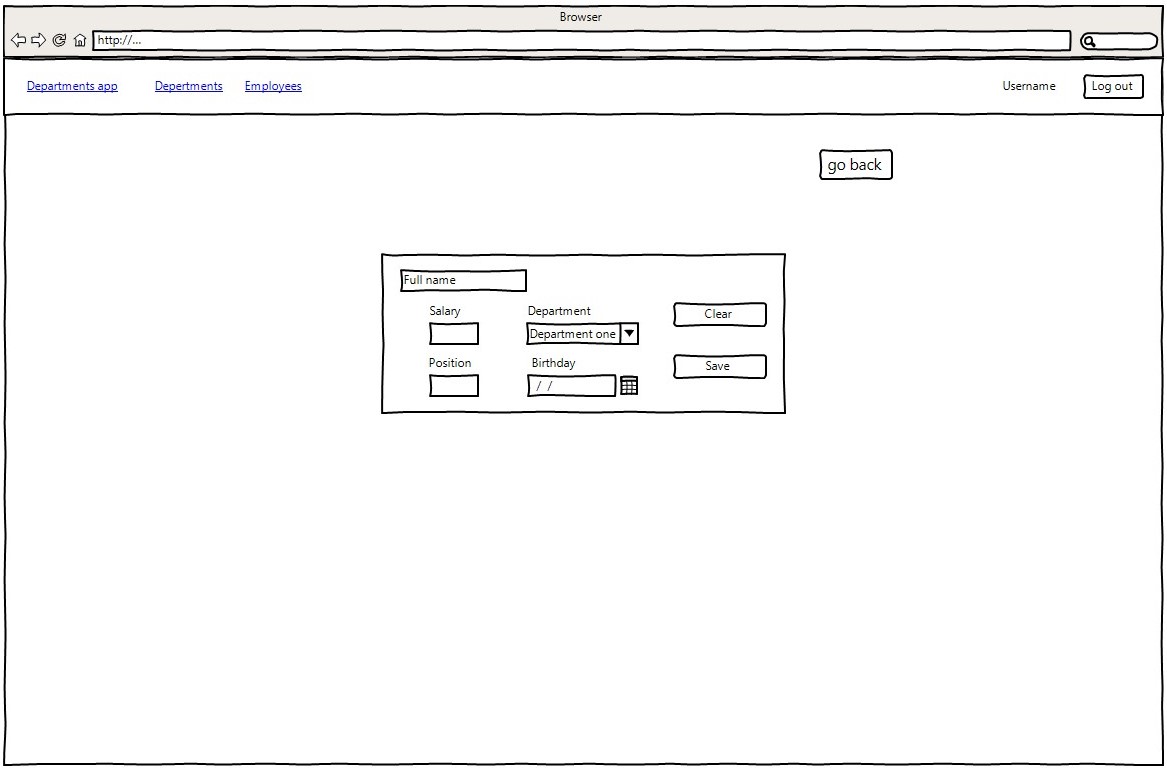 Browser
http://...
Departments app Depertments Employees Username Log out
go back
Full name
Salary Department Clear
Department one
Position Birthday Save
/ /